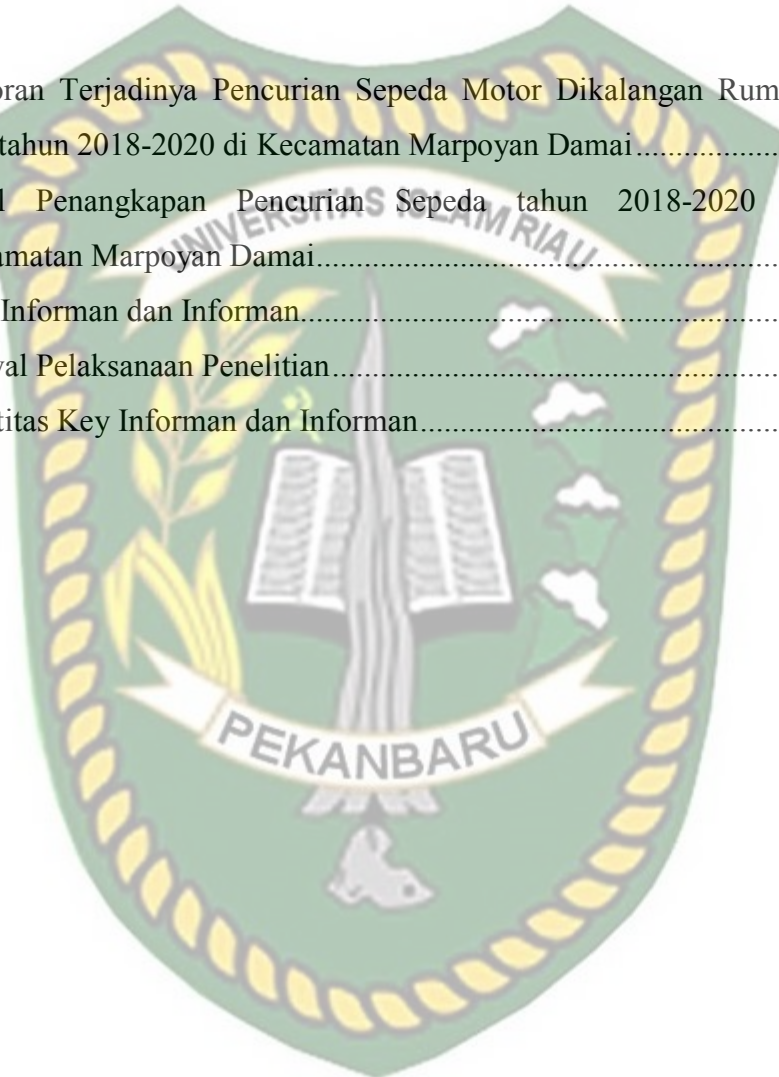 oran Terjadinya Pencurian Sepeda Motor Dikalangan Rum
tahun 2018-2020 di Kecamatan Marpoyan Damai....................
l Penangkapan Pencurian Sepeda tahun 2018-2020
UNIVERSITAS ISLAM RIAU
amatan Marpoyan Damai..............................................................
Informan dan Informan................................................................
val Pelaksanaan Penelitian............................................................
titas Key Informan dan Informan................................................
PEKANBARU